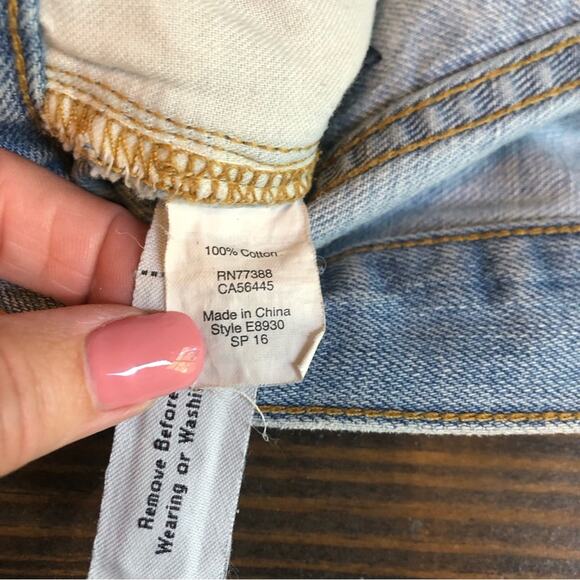 100% Cotton
RN77388
CA56445
Made in China
Style E8930
SP 16
Remove Before
Wearing or Washi